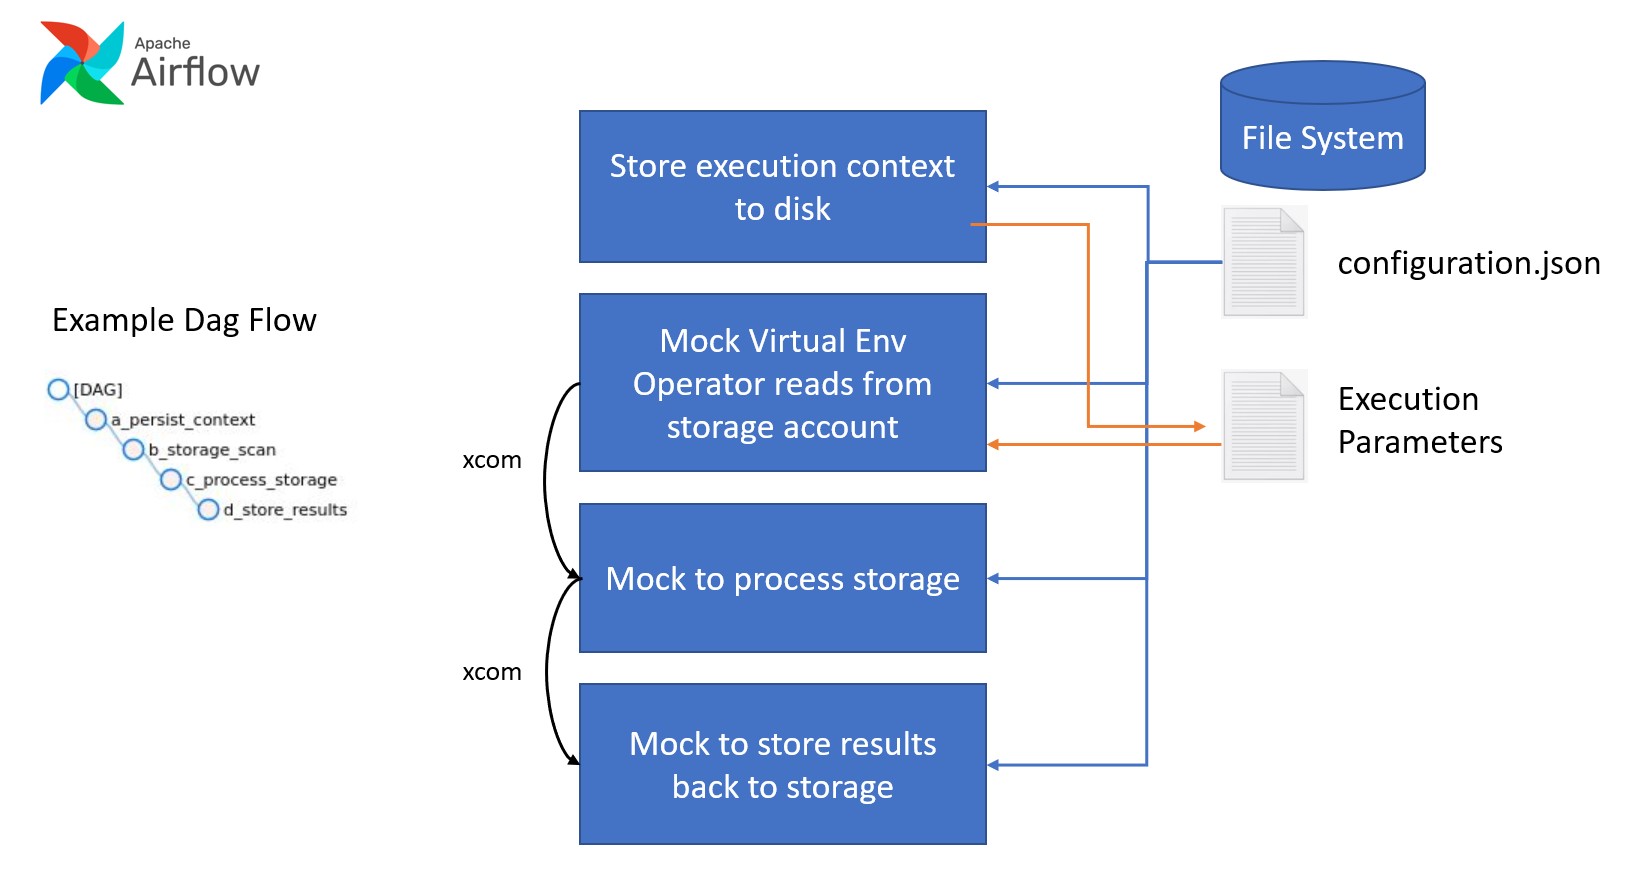 Apache
Airflow
File System
Store execution context
to disk
configuration.json
Example Dag Flow
[DAG]
a_persist_context
b_storage_scan
c_process_storage
d_store_results
Mock Virtual Env
Operator reads from
storage account
Execution
Parameters
xcom
Mock to process storage
xcom
Mock to store results
back to storage